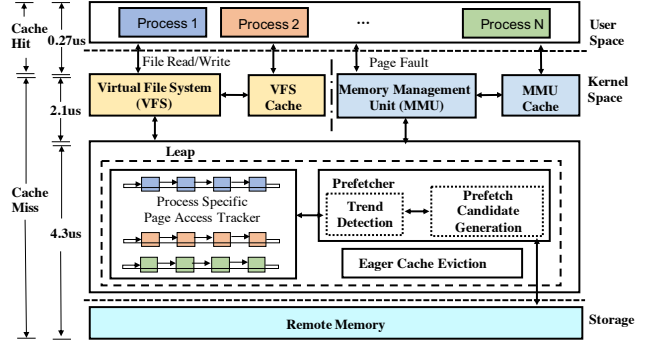 Cache
Hit
0.27us
Process 1
Process 2
...
Process N
User
Space
File Read/Write
Page Fault
Virtual File System
(VFS)
VFS
Cache
Memory Management
Unit (MMU)
MMU
Cache
Kernel
Space
2.1us
Leap
Cache
Miss
4.3us
Process Specific
Page Access Tracker
Prefetcher
Trend
Detection
Prefetch
Candidate
Generation
Eager Cache Eviction
Remote Memory
Storage